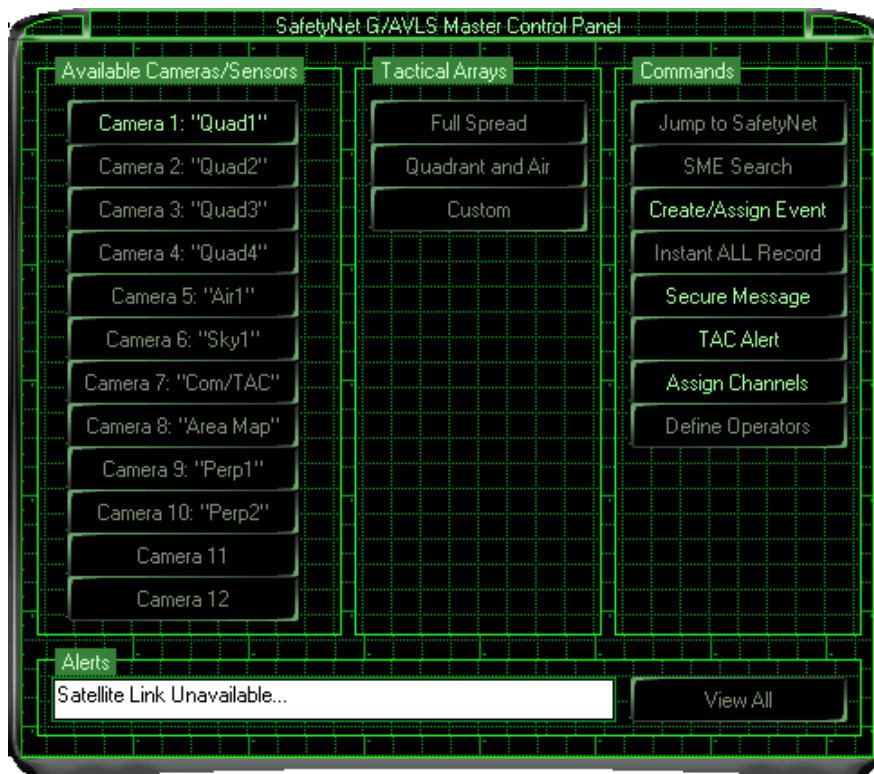 SafetyNet G/AVLS Master Control Panel
Available Cameras/Sensors
Camera 1: "Quad1"
Camera 2: "Quad2"
Camera 3: "Quad3"
Camera 4: "Quad4"
Camera 5: "Air1"
Camera 6: "Sky1"
Camera 7: "Com/TAC"
Camera 8: "Area Map"
Camera 9: "Perp1"
Camera 10: "Perp2"
Camera 11
Camera 12
Tactical Arrays
Full Spread
Quadrant and Air
Custom
Commands
Jump to SafetyNet
SME Search
Create/Assign Event
Instant ALL Record
Secure Message
TAC Alert
Assign Channels
Define Operators
Alerts
Satellite Link Unavailable...
View All